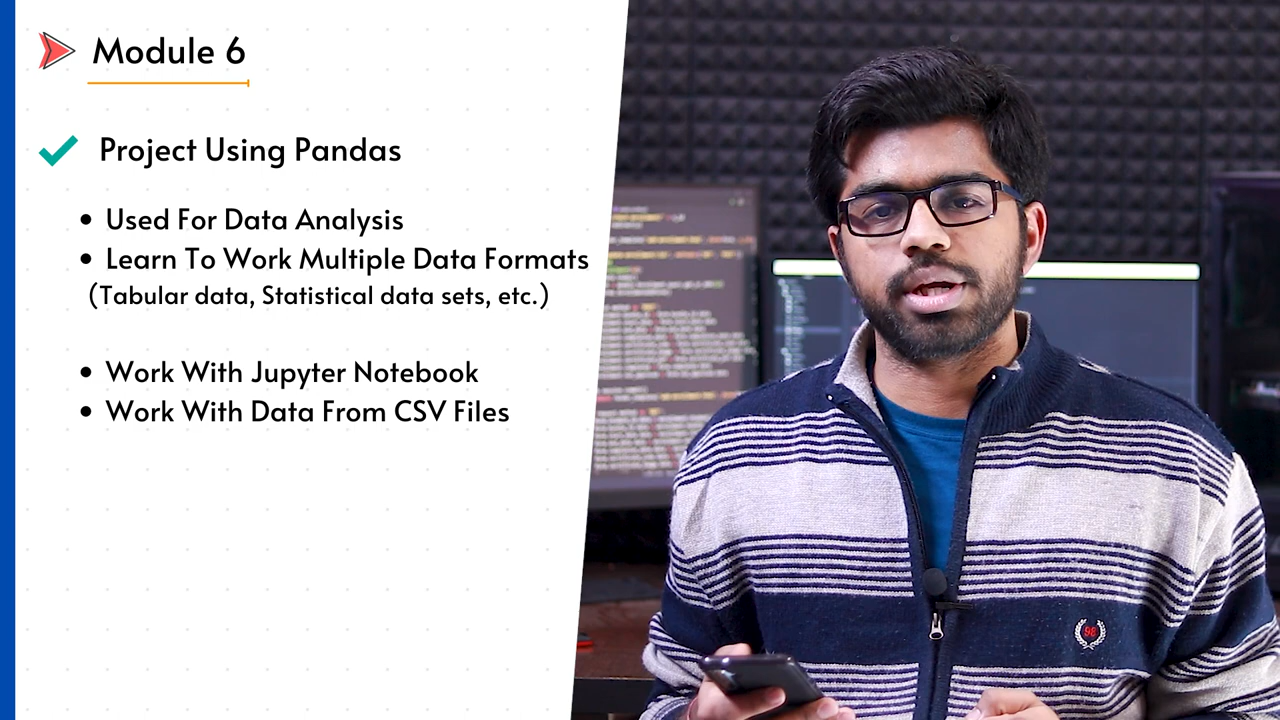 Module 6
Project Using Pandas
Used For Data Analysis
Learn To Work Multiple Data Formats
(Tabular data, Statistical data sets, etc.)
Work With Jupyter Notebook
Work With Data From CSV Files
98